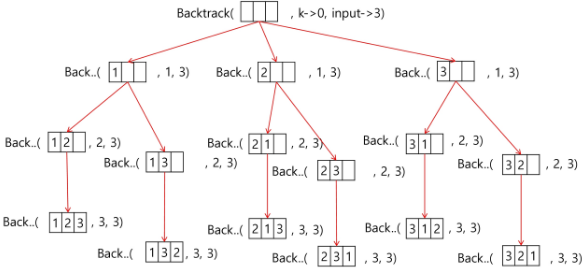 Backtrack( , k->0, input->3)
Back..( 1 , 1, 3) Back..( 2 , 1, 3) Back..( 3 , 1, 3)
Back..( 1 2 , 2, 3) Back..( 2 1 , 2, 3) Back..( 3 1 , 2, 3)
Back..( 1 3 , 2, 3) Back..( 2 3 , 2, 3) Back..( 3 2 , 2, 3)
Back..( 1 2 3 , 3, 3) Back..( 2 1 3 , 3, 3) Back..( 3 1 2 , 3, 3)
Back..( 1 3 2 , 3, 3) Back..( 2 3 1 , 3, 3) Back..( 3 2 1 , 3, 3)